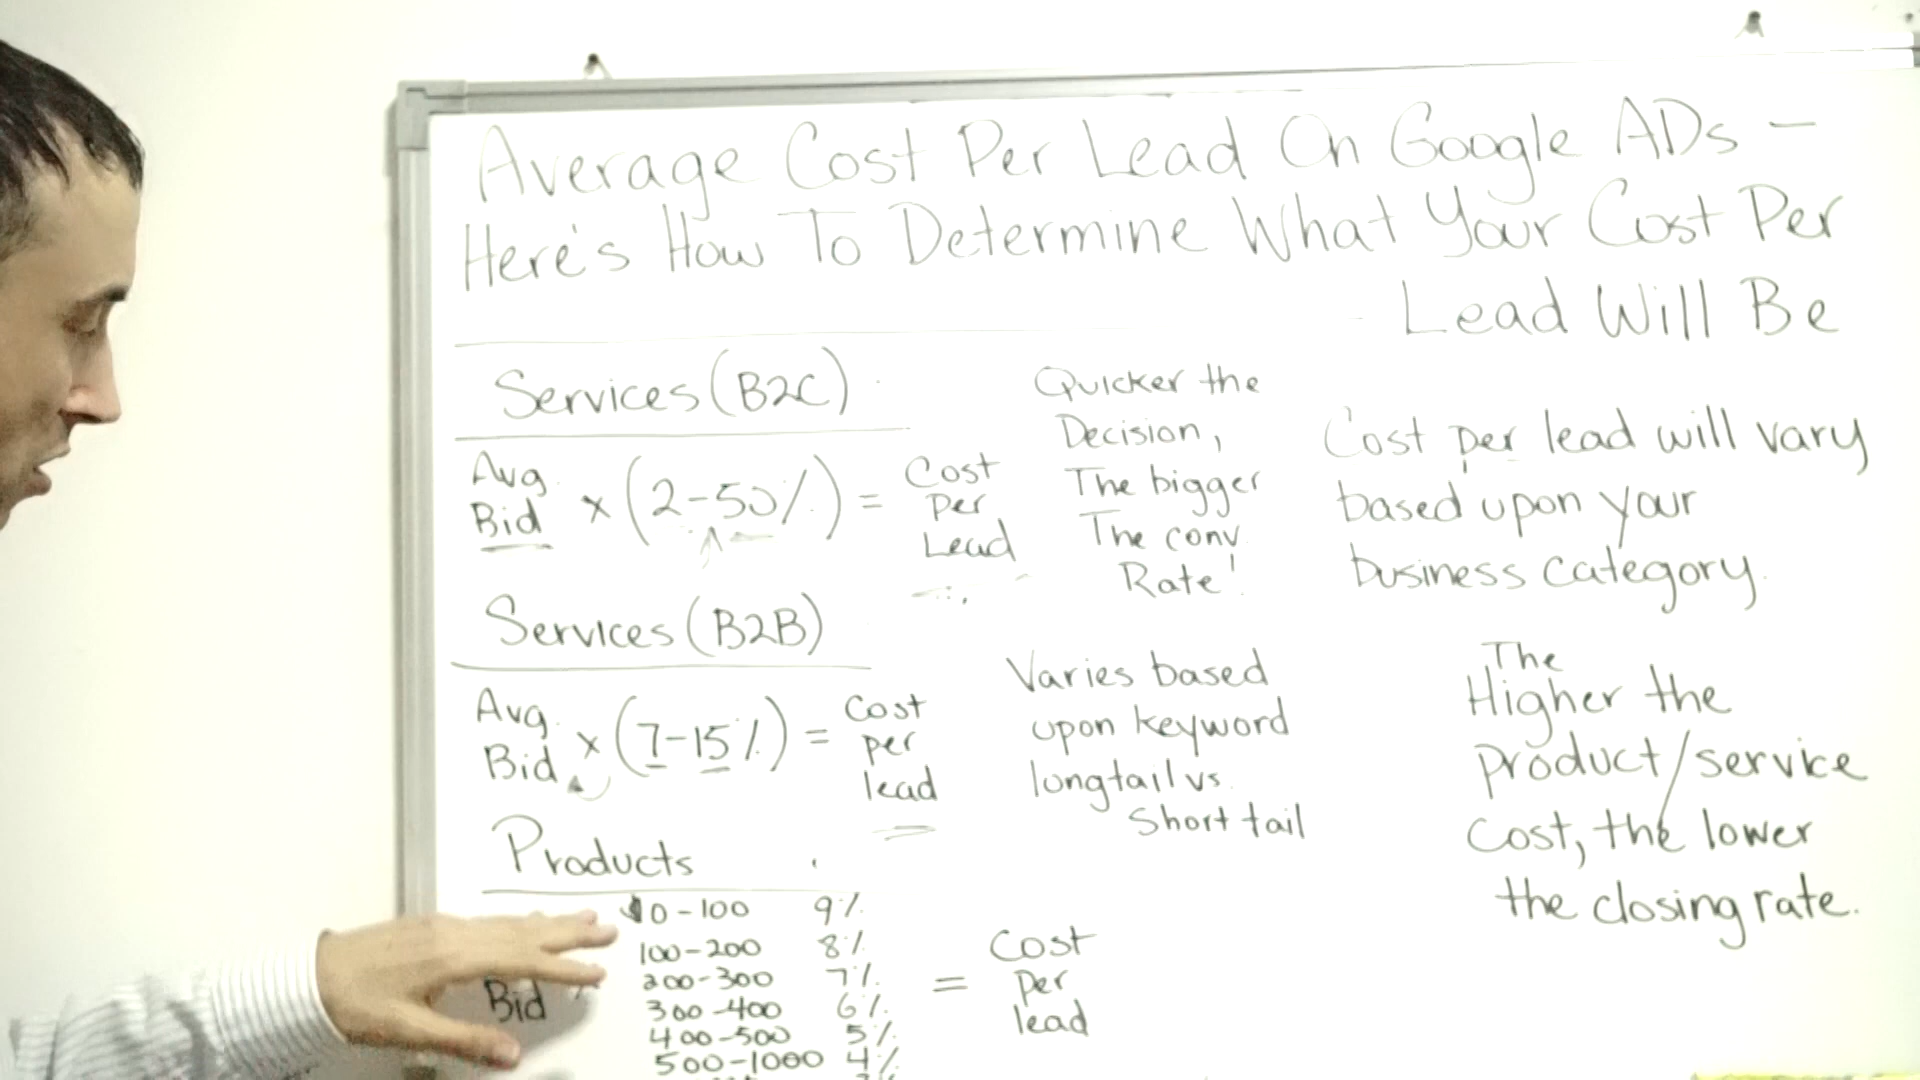 Average Cost Per Lead On Google ADs –
Here's How To Determine What Your Cost Per
Lead Will Be
Services (B2C)
Avg Bid × (2-50%) = Cost Per Lead
Quicker the
Decision,
The bigger
The conv
Rate!
Cost per lead will vary
based upon your
business category.
Services (B2B)
Avg Bid × (7-15%) = Cost per lead
Varies based
upon keyword
longtail vs.
Short tail
The
Higher the
product/service
Cost, the lower
the closing rate.
Products
Bid
0-100 9%
100-200 8%
200-300 7%
300-400 6%
400-500 5%
500-1000 4%
= Cost Per lead